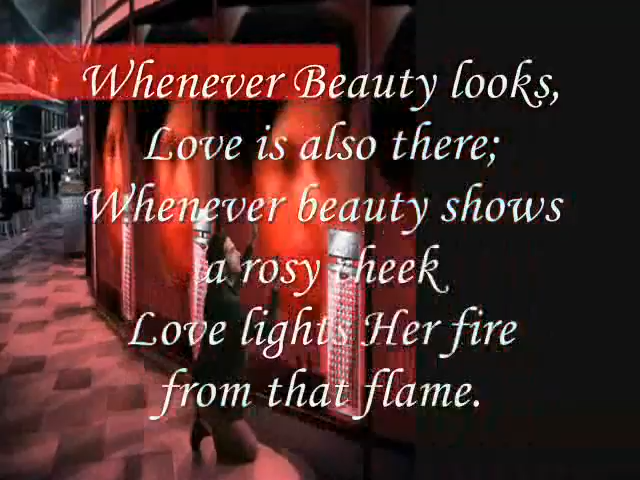 Whenever Beauty looks,
Love is also there;
Whenever beauty shows
a rosy cheek
Love lights Her fire
from that flame.